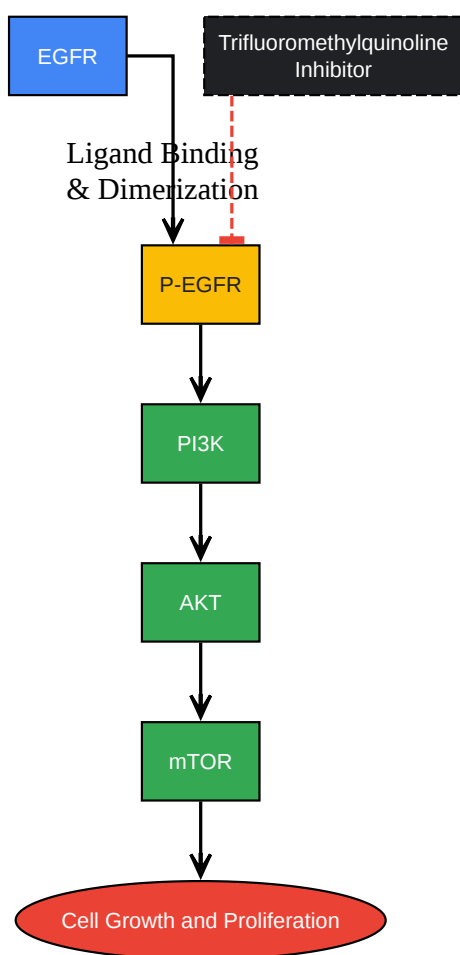 EGFR
Trifluoromethylquinoline
Inhibitor
Ligand Binding
& Dimerization
P-EGFR
PI3K
AKT
mTOR
Cell Growth and Proliferation